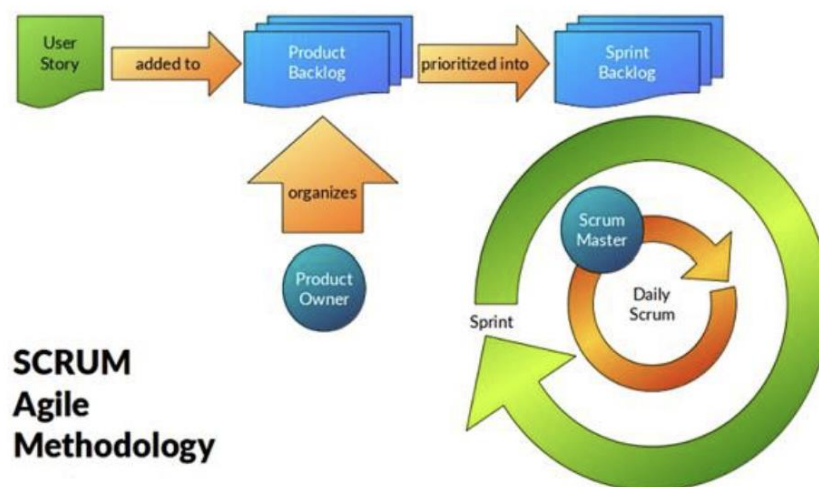 User
Story
added to
Product
Backlog
prioritized into
Sprint
Backlog
organizes
Product
Owner
Scrum
Master
Daily
Scrum
Sprint
SCRUM
Agile
Methodology